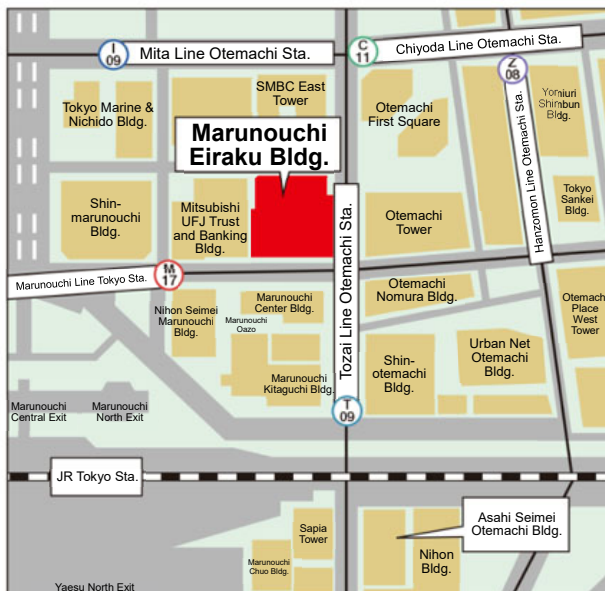 I
09
Mita Line Otemachi Sta.
C
11
Chiyoda Line Otemachi Sta.
Z
08
Hanzomon Line Otemachi Sta.
Tokyo Marine &
Nichido Bldg.
SMBC East
Tower
Otemachi
First Square
Yomiuri
Shinbun
Bldg.
Marunouchi
Eiraku Bldg.
Shin-
marunouchi
Bldg.
Mitsubishi
UFJ Trust
and Banking
Bldg.
Tozai Line Otemachi Sta.
T
09
Otemachi
Tower
Tokyo
Sankei
Bldg.
Marunouchi Line Tokyo Sta.
M
17
Nihon Seimei
Marunouchi
Bldg.
Marunouchi
Center Bldg.
Marunouchi
Oazo
Otemachi
Nomura Bldg.
Otemach
Place
West
Tower
Marunouchi
Kitaguchi Bldg.
Shin-
otemachi
Bldg.
Urban Net
Otemachi
Bldg.
Marunouchi
Central Exit
Marunouchi
North Exit
JR Tokyo Sta.
Sapia
Tower
Marunouchi
Chuo Bldg.
Asahi Seimei
Otemachi Bldg.
Nihon
Bldg.
Yaesu North Exit